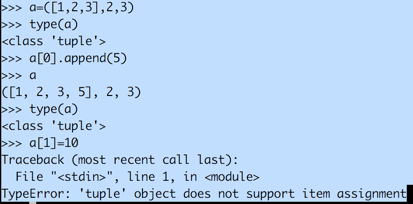 >>> a=([1,2,3],2,3)
>>> type(a)
<class 'tuple'>
>>> a[0].append(5)
>>> a
([1, 2, 3, 5], 2, 3)
>>> type(a)
<class 'tuple'>
>>> a[1]=10
Traceback (most recent call last):
  File "<stdin>", line 1, in <module>
TypeError: 'tuple' object does not support item assignment